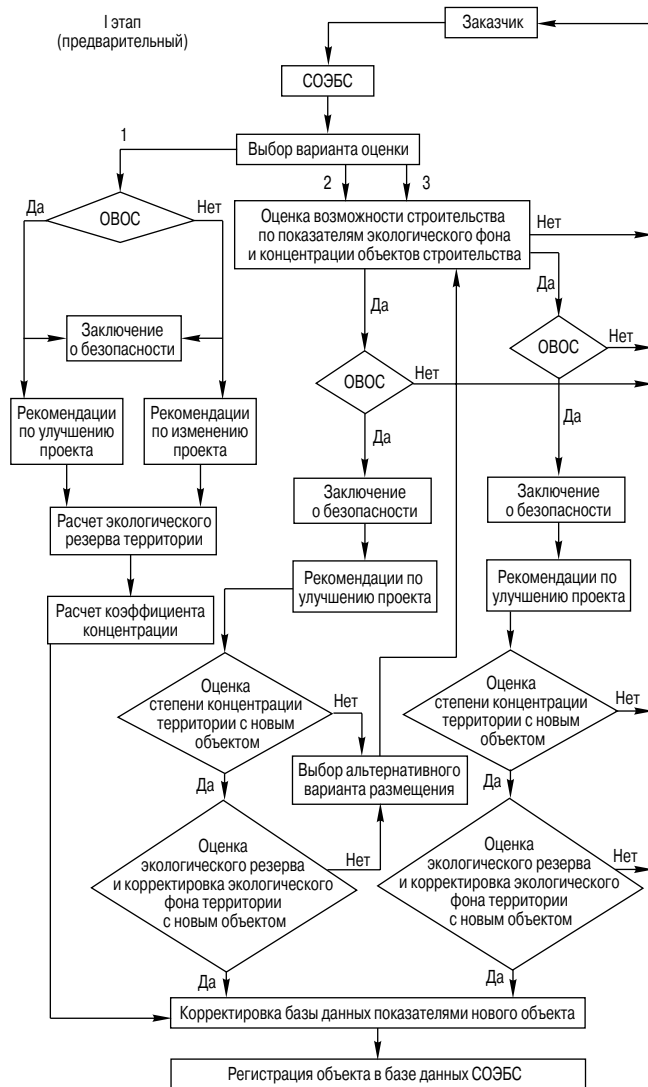 I этап
(предварительный)
Заказчик
СОЭБС
1
Выбор варианта оценки
2
3
Да
ОВОС
Нет
Оценка возможности строительства
по показателям экологического фона
и концентрации объектов строительства
Нет
Да
Да
Заключение
о безопасности
ОВОС
Нет
ОВОС
Нет
Рекомендации
по улучшению
проекта
Рекомендации
по изменению
проекта
Да
Да
Заключение
о безопасности
Заключение
о безопасности
Расчет экологического
резерва территории
Рекомендации по
улучшению проекта
Рекомендации по
улучшению проекта
Расчет коэффициента
концентрации
Оценка
степени концентрации
территории с новым
объектом
Нет
Оценка
степени концентрации
территории с новым
объектом
Нет
Выбор альтернативного
варианта размещения
Да
Да
Оценка
экологического резерва
и корректировка экологического
фона территории
с новым объектом
Нет
Оценка
экологического резерва
и корректировка экологического
фона территории
с новым объектом
Нет
Да
Да
Корректировка базы данных показателями нового объекта
Регистрация объекта в базе данных СОЭБС